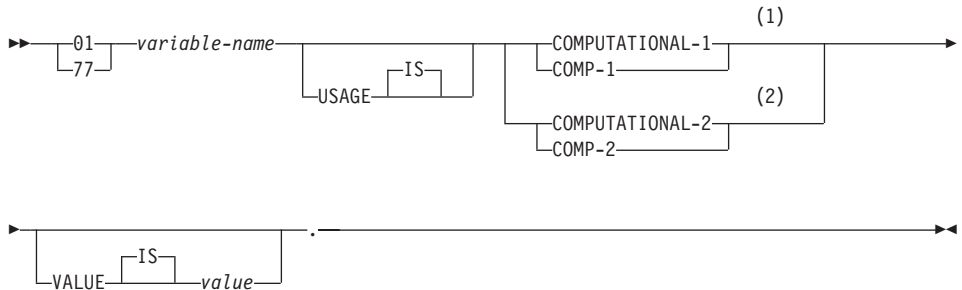 (1)
01 variable-name COMPUTATIONAL-1
77 IS COMP-1
USAGE (2)
COMPUTATIONAL-2
COMP-2
.
IS
VALUE value